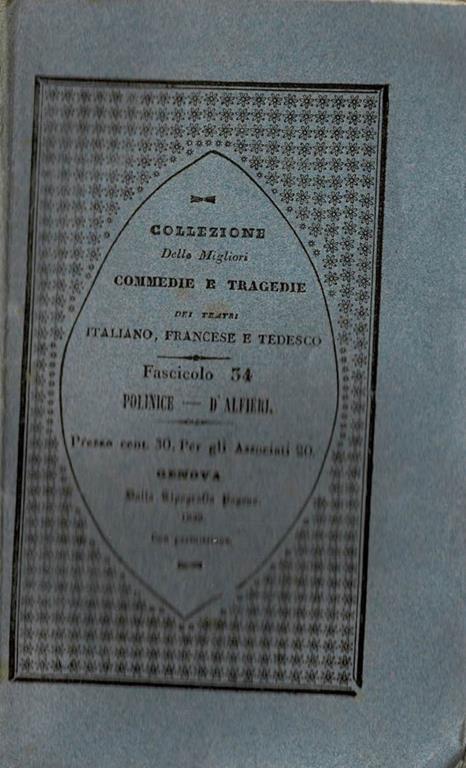 COLLEZIONE
Delle Migliori
COMMEDIE E TRAGEDIE
DEI TEATRI
ITALIANO, FRANCESE E TEDESCO
Fascicolo 34
POLINICE — D'ALFIERI.
Prezzo cent. 30, Per gli Associati 20.
GENOVA
Dalla Tipografia Pagano.
Con permissione.